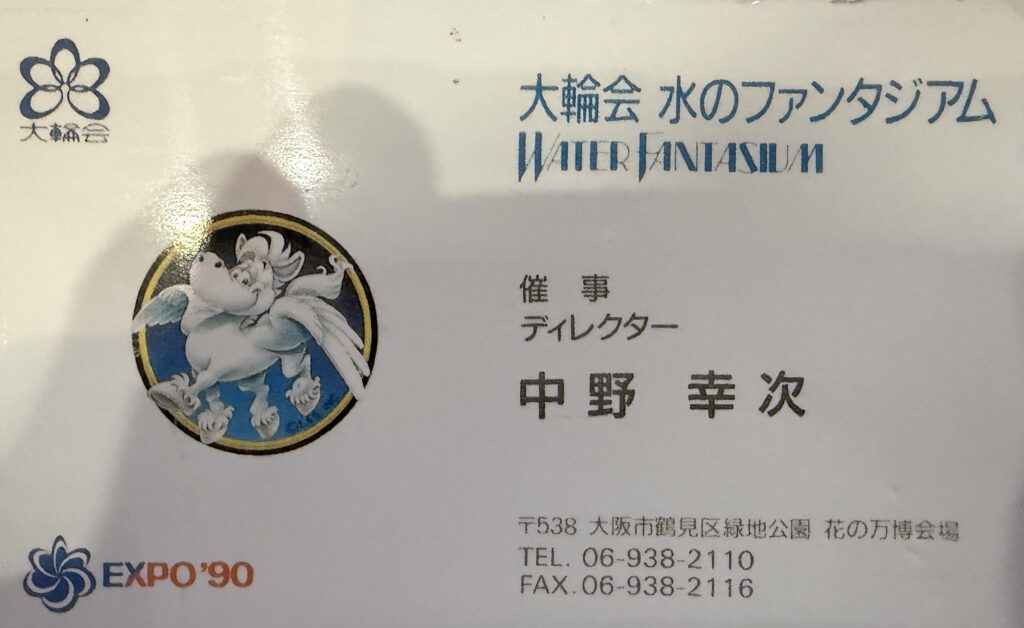 大輪会
大輪会 水のファンタジアム
WATER FANTASIUM
催事
ディレクター
中野 幸次
〒538 大阪市鶴見区緑地公園 花の万博会場
TEL. 06-938-2110
FAX. 06-938-2116
EXPO'90